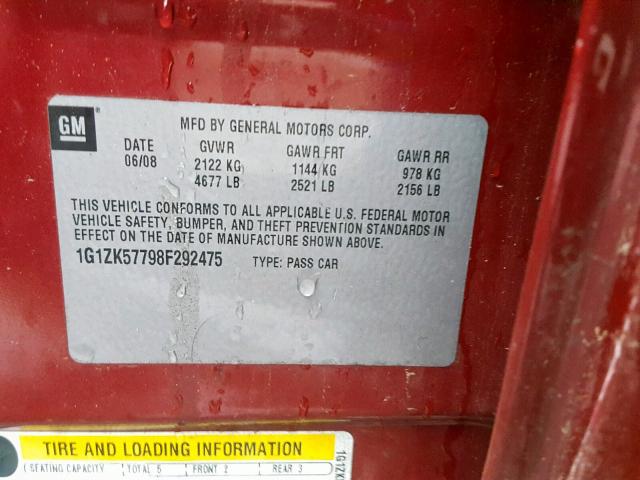 GM
MFD BY GENERAL MOTORS CORP.
DATE GVWR GAWR FRT GAWR RR
06/08 2122 KG 1144 KG 978 KG
4677 LB 2521 LB 2156 LB
THIS VEHICLE CONFORMS TO ALL APPLICABLE U.S. FEDERAL MOTOR
VEHICLE SAFETY, BUMPER, AND THEFT PREVENTION STANDARDS IN
EFFECT ON THE DATE OF MANUFACTURE SHOWN ABOVE.
1G1ZK57798F292475 TYPE: PASS CAR
TIRE AND LOADING INFORMATION
SEATING CAPACITY TOTAL 5 FRONT 2 REAR 3
1G1ZK